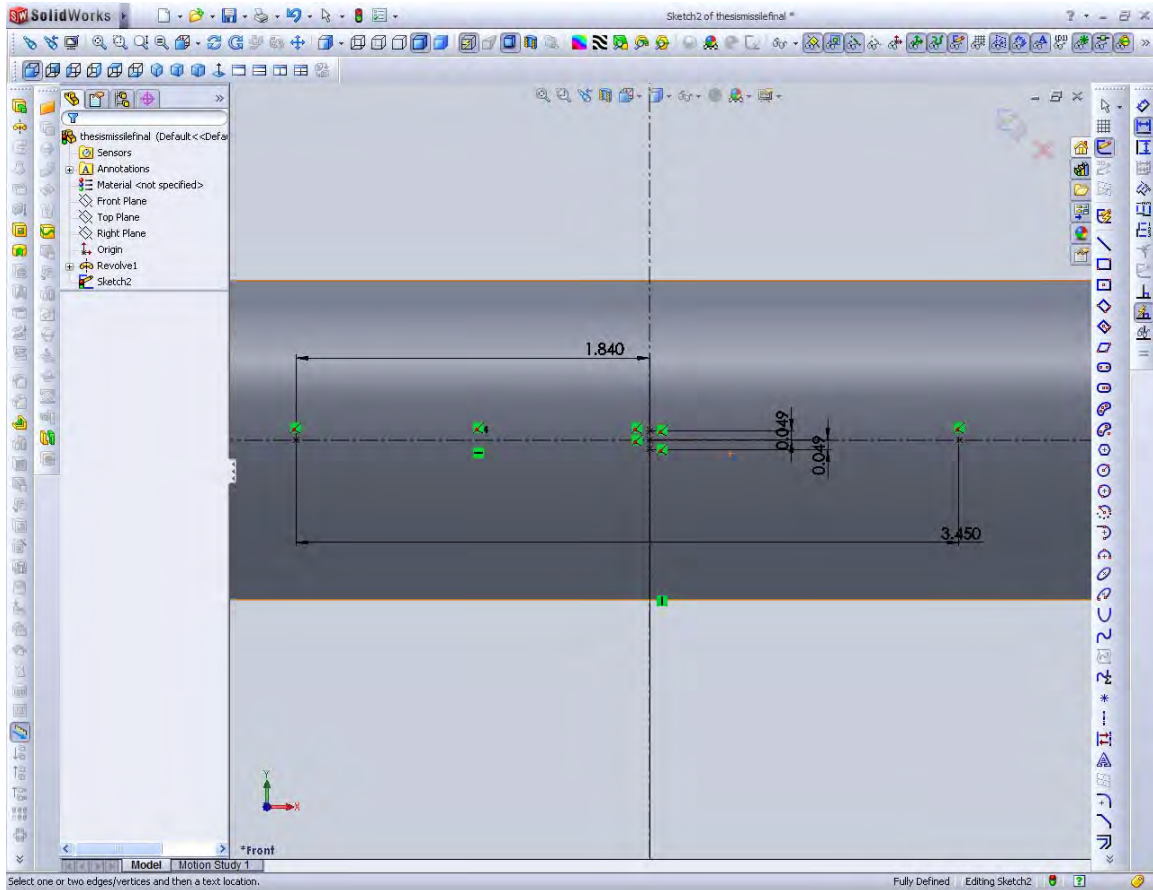 SolidWorks
Sketch2 of thesismissilefinal *
thesismissilefinal (Default<<Defau
Sensors
Annotations
Material <not specified>
Front Plane
Top Plane
Right Plane
Origin
Revolve1
Sketch2
1.840
0.049
0.049
3.450
Y
X
*Front
Model
Motion Study 1
Select one or two edges/vertices and then a text location.
Fully Defined
Editing Sketch2